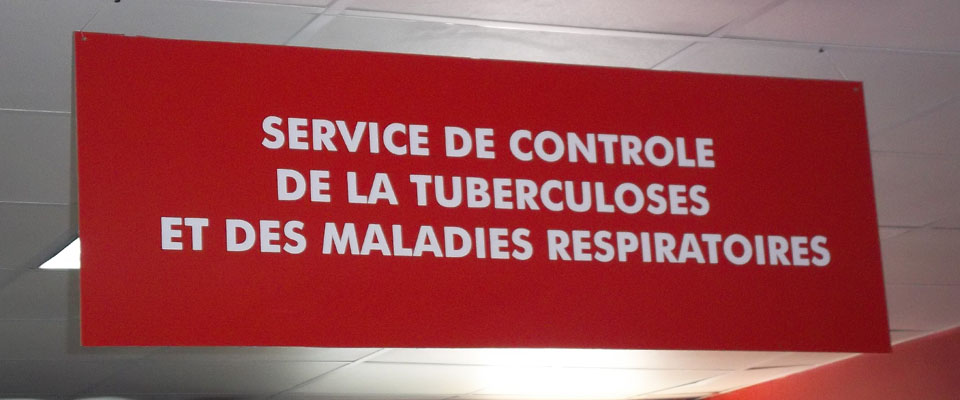 SERVICE DE CONTROLE
DE LA TUBERCULOSES
ET DES MALADIES RESPIRATOIRES